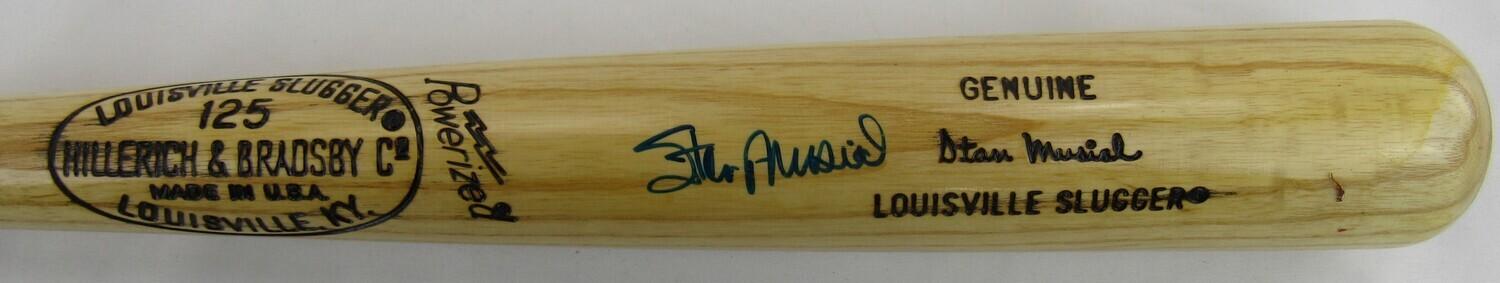 LOUISVILLE SLUGGER
125
HILLERICH & BRADSBY Cº
MADE IN U.S.A.
LOUISVILLE, KY.
Powerized
Stan Musial
GENUINE
Stan Musial
LOUISVILLE SLUGGER